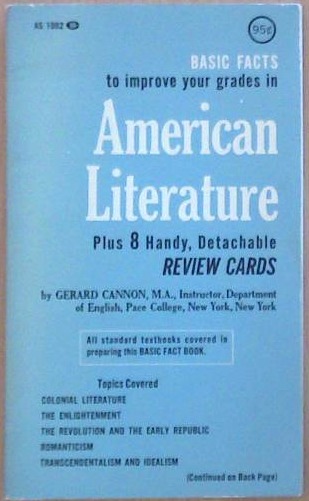 AS 1002
95¢
BASIC FACTS
to improve your grades in
American
Literature
Plus 8 Handy, Detachable
REVIEW CARDS
by GERARD CANNON, M.A., Instructor, Department
of English, Pace College, New York, New York
All standard textbooks covered in
preparing this BASIC FACT BOOK.
Topics Covered
COLONIAL LITERATURE
THE ENLIGHTENMENT
THE REVOLUTION AND THE EARLY REPUBLIC
ROMANTICISM
TRANSCENDENTALISM AND IDEALISM
(Continued on Back Page)